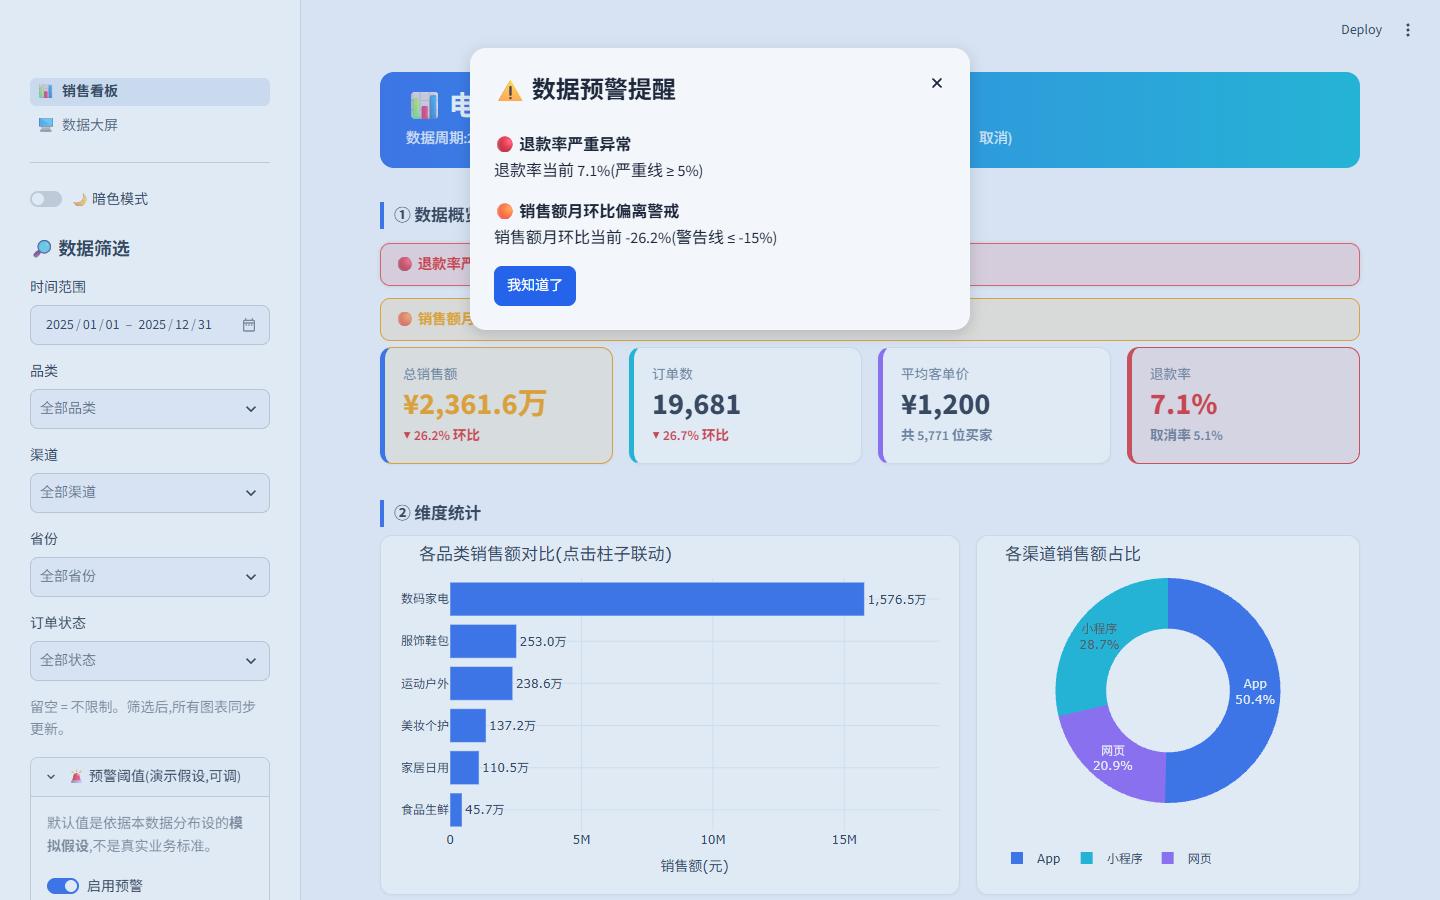 Deploy
销售看板
数据大屏
暗色模式
数据筛选
时间范围
2025/01/01 – 2025/12/31
品类
全部品类
渠道
全部渠道
省份
全部省份
订单状态
全部状态
留空 = 不限制。筛选后,所有图表同步
更新。
预警阈值(演示假设,可调)
默认值是依据本数据分布设的模
拟假设,不是真实业务标准。
启用预警
数据预警提醒
退款率严重异常
退款率当前 7.1%(严重线 ≥ 5%)
销售额月环比偏离警戒
销售额月环比当前 -26.2%(警告线 ≤ -15%)
我知道了
数据周期:
取消)
① 数据概
退款率严
销售额月
总销售额
¥2,361.6万
▼ 26.2% 环比
订单数
19,681
▼ 26.7% 环比
平均客单价
¥1,200
共 5,771 位买家
退款率
7.1%
取消率 5.1%
② 维度统计
各品类销售额对比(点击柱子联动)
数码家电 1,576.5万
服饰鞋包 253.0万
运动户外 238.6万
美妆个护 137.2万
家居日用 110.5万
食品生鲜 45.7万
0 5M 10M 15M
销售额(元)
各渠道销售额占比
小程序
28.7%
App
50.4%
网页
20.9%
App 小程序 网页